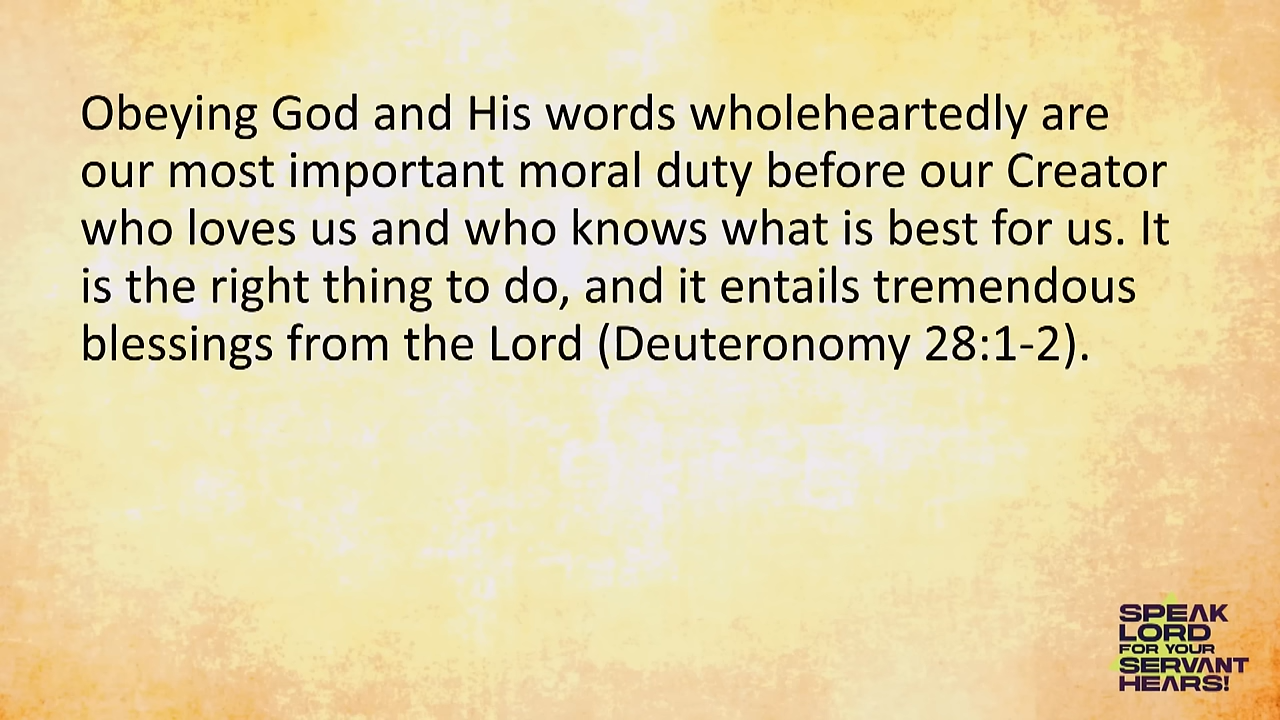 Obeying God and His words wholeheartedly are
our most important moral duty before our Creator
who loves us and who knows what is best for us. It
is the right thing to do, and it entails tremendous
blessings from the Lord (Deuteronomy 28:1-2).
SPEAK
LORD
FOR YOUR
SERVANT
HEARS!